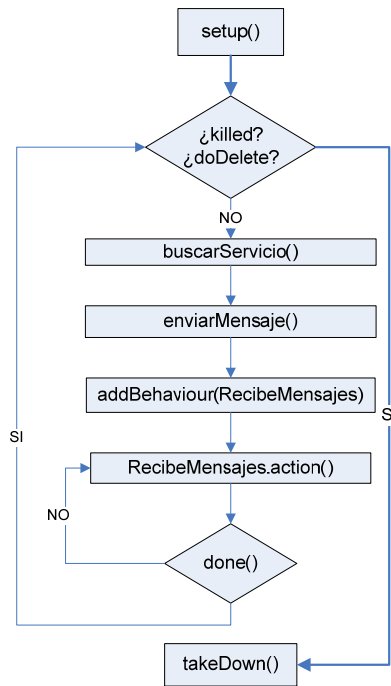 setup()
¿killed?
¿doDelete?
NO
buscarServicio()
enviarMensaje()
addBehaviour(RecibeMensajes)
SI
S
RecibeMensajes.action()
NO
done()
takeDown()